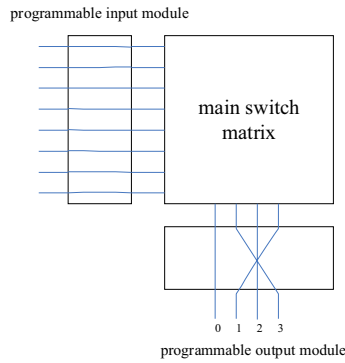 programmable input module
main switch
matrix
0 1 2 3
programmable output module